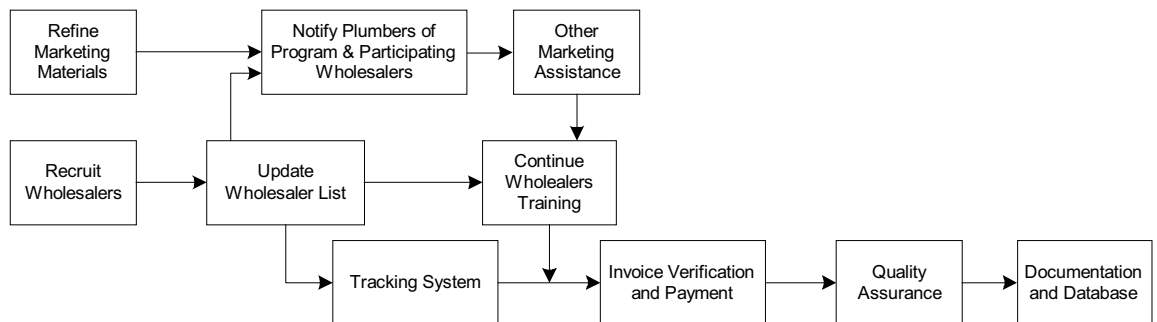 Refine
Marketing
Materials
Notify Plumbers of
Program & Participating
Wholesalers
Other
Marketing
Assistance
Recruit
Wholesalers
Update
Wholesaler List
Continue
Wholealers
Training
Tracking System
Invoice Verification
and Payment
Quality
Assurance
Documentation
and Database